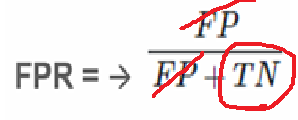 FP
FPR = → FP + TN